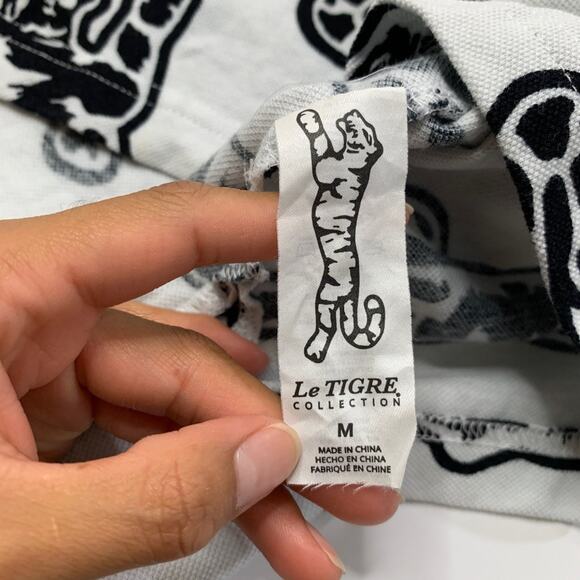 Le TIGRE®
COLLECTION
M
MADE IN CHINA
HECHO EN CHINA
FABRIQUÉ EN CHINE